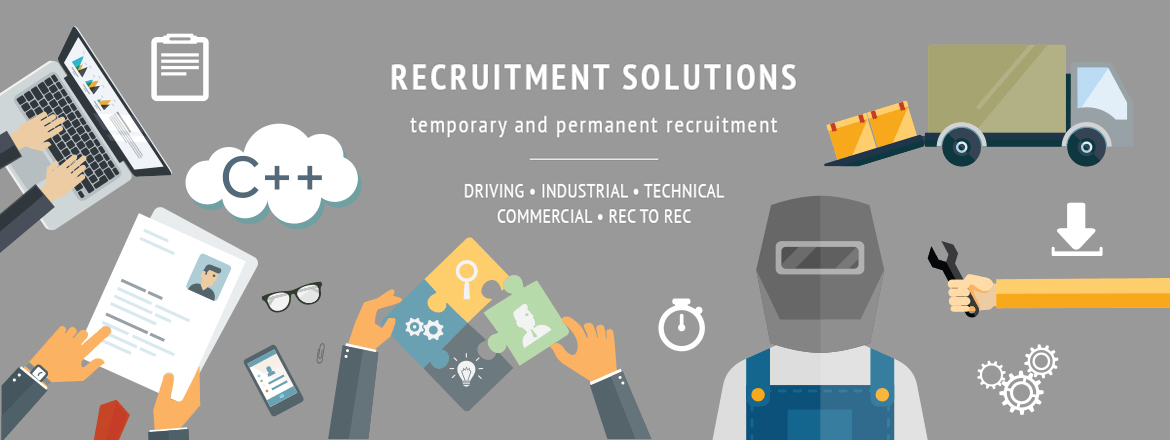 RECRUITMENT SOLUTIONS
temporary and permanent recruitment
DRIVING • INDUSTRIAL • TECHNICAL
COMMERCIAL • REC TO REC
C++